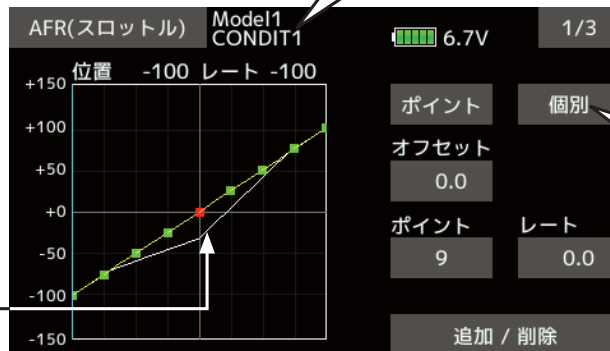 AFR(スロットル)
Model1
CONDIT1
6.7V
1/3
位置 -100 レート -100
+150
+100
+50
+0
-50
-100
-150
ポイント
個別
オフセット
0.0
ポイント
レート
9
0.0
追加 / 削除